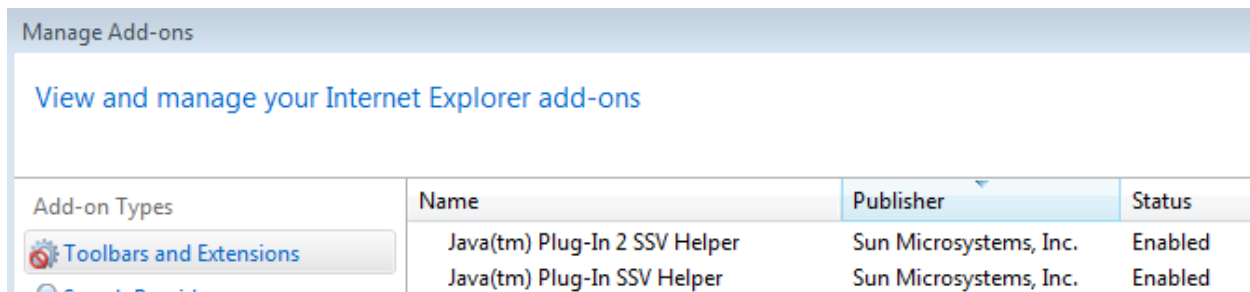 Manage Add-ons
View and manage your Internet Explorer add-ons
Add-on Types
Toolbars and Extensions
Name Publisher Status
Java(tm) Plug-In 2 SSV Helper Sun Microsystems, Inc. Enabled
Java(tm) Plug-In SSV Helper Sun Microsystems, Inc. Enabled